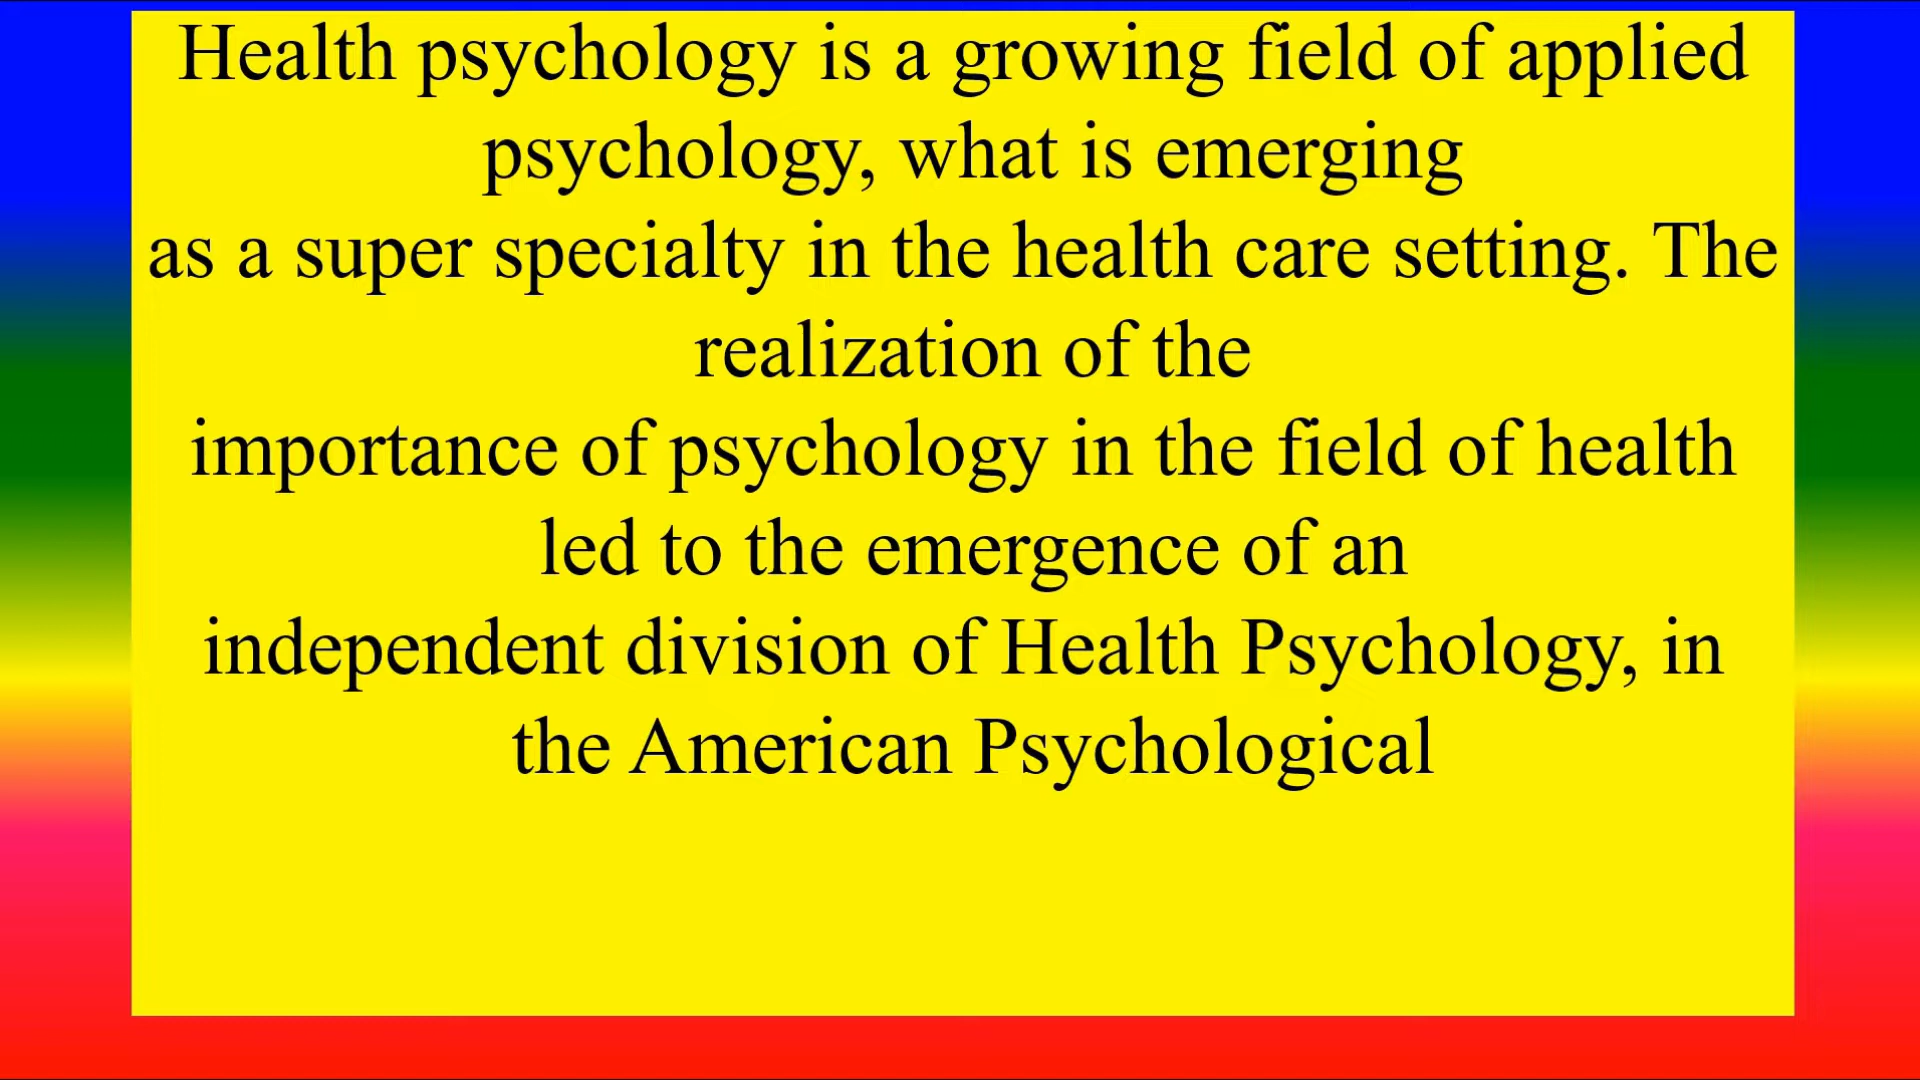 Health psychology is a growing field of applied
psychology, what is emerging
as a super specialty in the health care setting. The
realization of the
importance of psychology in the field of health
led to the emergence of an
independent division of Health Psychology, in
the American Psychological